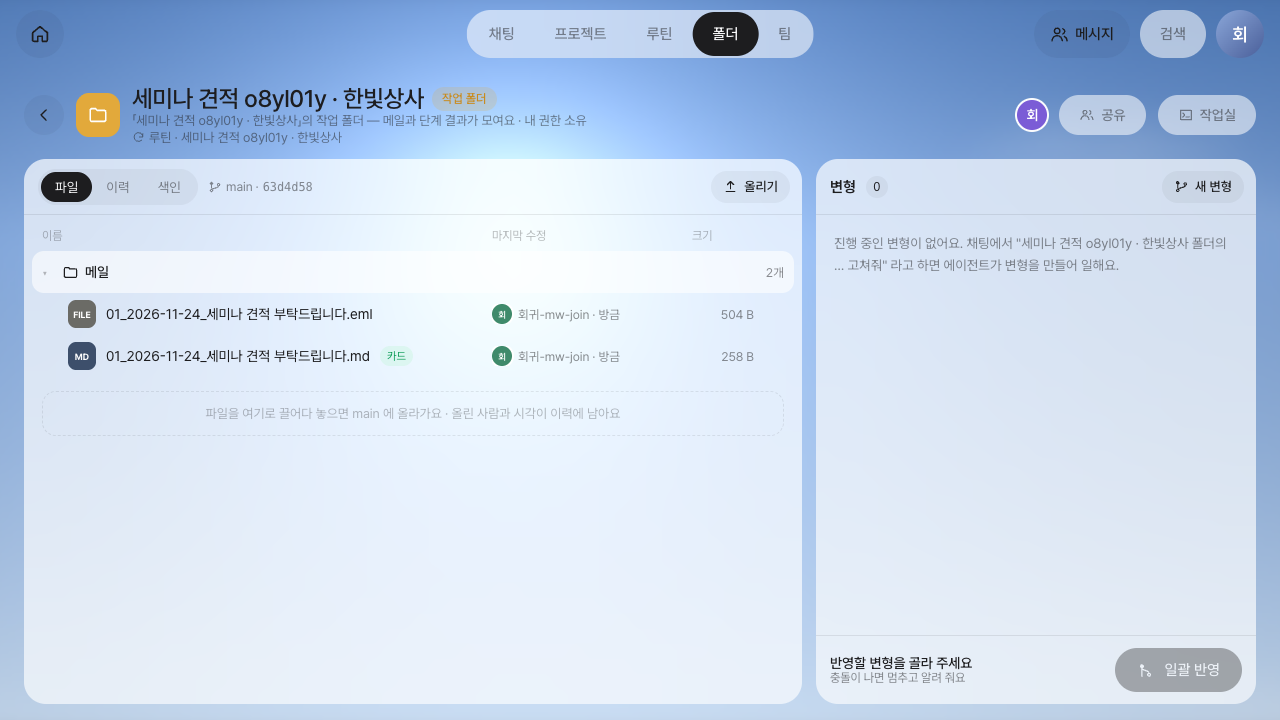 채팅
프로젝트
루틴
폴더
팀
메시지
검색
회
세미나 견적 o8yl01y · 한빛상사
작업 폴더
「세미나 견적 o8yl01y · 한빛상사」의 작업 폴더 — 메일과 단계 결과가 모여요 · 내 권한 소유
루틴 · 세미나 견적 o8yl01y · 한빛상사
회
공유
작업실
파일
이력
색인
main · 63d4d58
올리기
이름
마지막 수정
크기
메일
2개
FILE
01_2026-11-24_세미나 견적 부탁드립니다.eml
회
회귀-mw-join · 방금
504 B
MD
01_2026-11-24_세미나 견적 부탁드립니다.md
카드
회
회귀-mw-join · 방금
258 B
파일을 여기로 끌어다 놓으면 main 에 올라가요 · 올린 사람과 시각이 이력에 남아요
변형
0
새 변형
진행 중인 변형이 없어요. 채팅에서 "세미나 견적 o8yl01y · 한빛상사 폴더의
… 고쳐줘" 라고 하면 에이전트가 변형을 만들어 일해요.
반영할 변형을 골라 주세요
충돌이 나면 멈추고 알려 줘요
일괄 반영